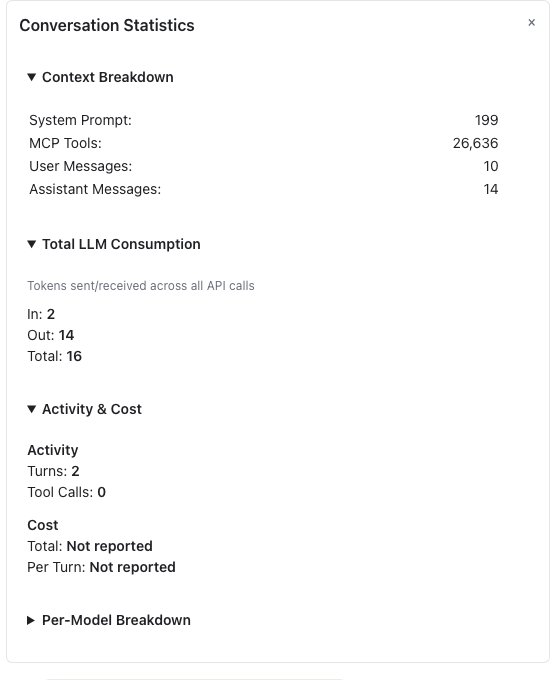 Conversation Statistics ×
▼ Context Breakdown
System Prompt: 199
MCP Tools: 26,636
User Messages: 10
Assistant Messages: 14
▼ Total LLM Consumption
Tokens sent/received across all API calls
In: 2
Out: 14
Total: 16
▼ Activity & Cost
Activity
Turns: 2
Tool Calls: 0
Cost
Total: Not reported
Per Turn: Not reported
▶ Per-Model Breakdown